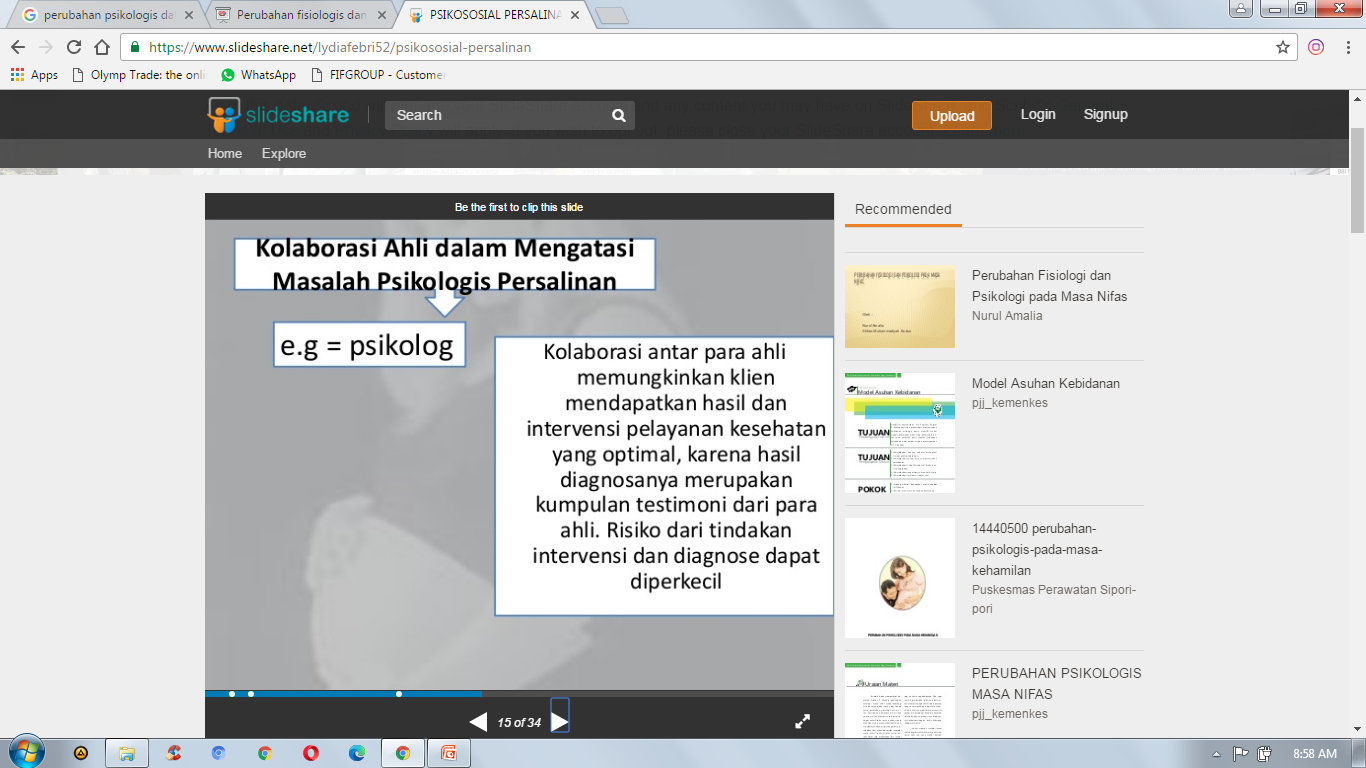 perubahan psikologis da
Perubahan fisiologis dan
PSIKOSOSIAL PERSALINA
https://www.slideshare.net/lydiafebri52/psikososial-persalinan
Apps
Olymp Trade: the onli
WhatsApp
FIFGROUP - Custome
slideshare
Search
Upload
Login
Signup
Home
Explore
Be the first to clip this slide
Kolaborasi Ahli dalam Mengatasi
Masalah Psikologis Persalinan
e.g = psikolog
Kolaborasi antar para ahli
memungkinkan klien
mendapatkan hasil dan
intervensi pelayanan kesehatan
yang optimal, karena hasil
diagnosanya merupakan
kumpulan testimoni dari para
ahli. Risiko dari tindakan
intervensi dan diagnose dapat
diperkecil
15 of 34
Recommended
Perubahan Fisiologi dan
Psikologi pada Masa Nifas
Nurul Amalia
Model Asuhan Kebidanan
TUJUAN
TUJUAN
POKOK
Model Asuhan Kebidanan
pjj_kemenkes
14440500 perubahan-
psikologis-pada-masa-
kehamilan
Puskesmas Perawatan Sipori-
pori
Uraian Materi
PERUBAHAN PSIKOLOGIS
MASA NIFAS
pjj_kemenkes
8:58 AM